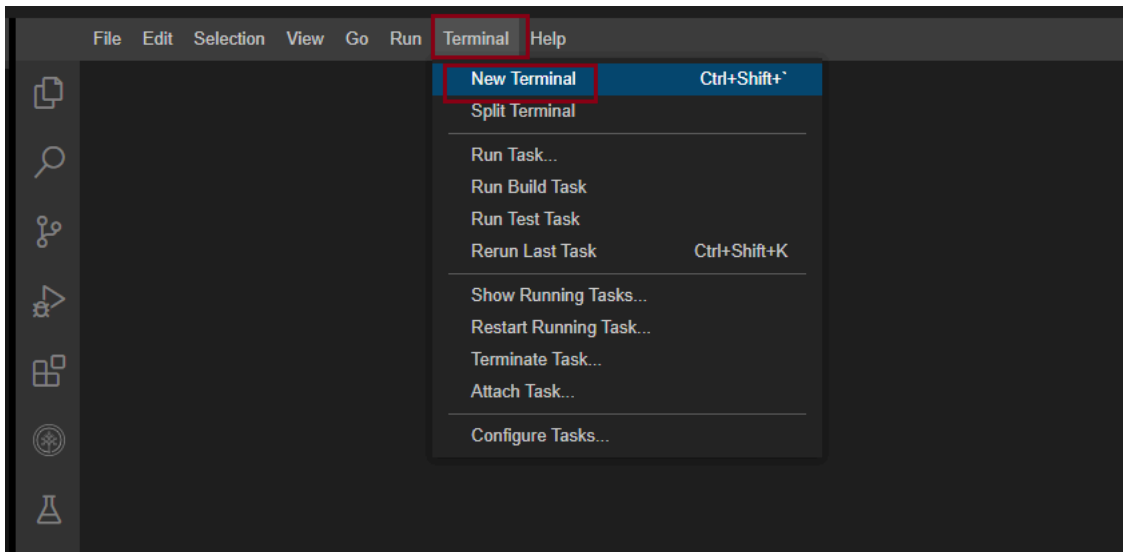 File Edit Selection View Go Run Terminal Help
New Terminal Ctrl+Shift+`
Split Terminal
Run Task...
Run Build Task
Run Test Task
Rerun Last Task Ctrl+Shift+K
Show Running Tasks...
Restart Running Task...
Terminate Task...
Attach Task...
Configure Tasks...